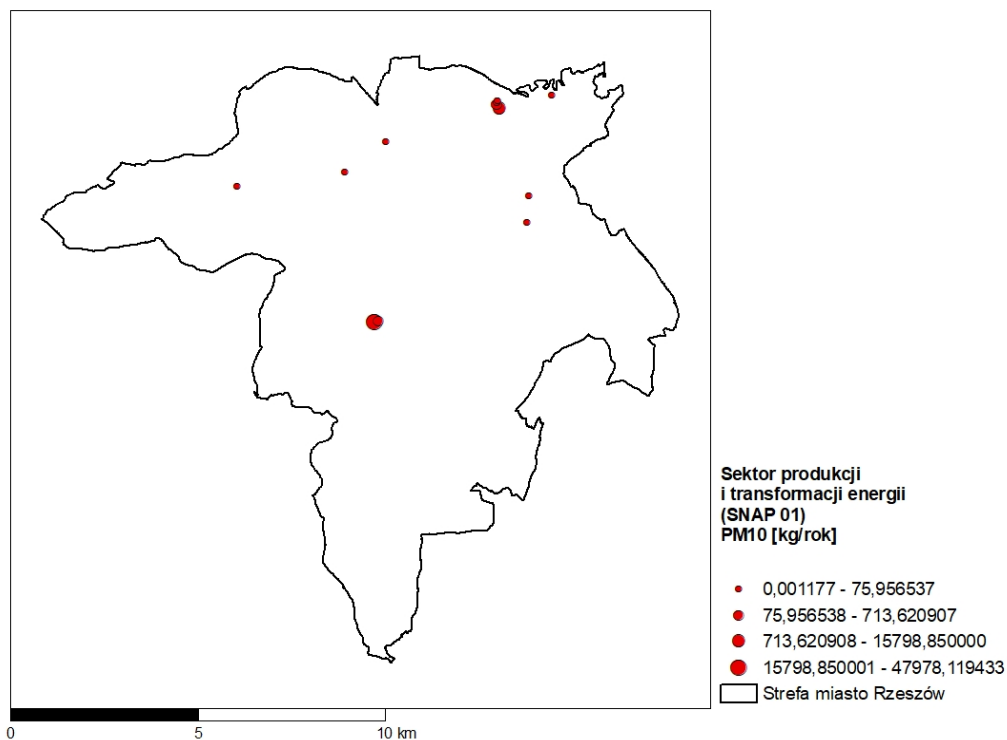 Sektor produkcji
i transformacji energii
(SNAP 01)
PM10 [kg/rok]
0,001177 - 75,956537
75,956538 - 713,620907
713,620908 - 15798,850000
15798,850001 - 47978,119433
Strefa miasto Rzeszów
0 5 10 km